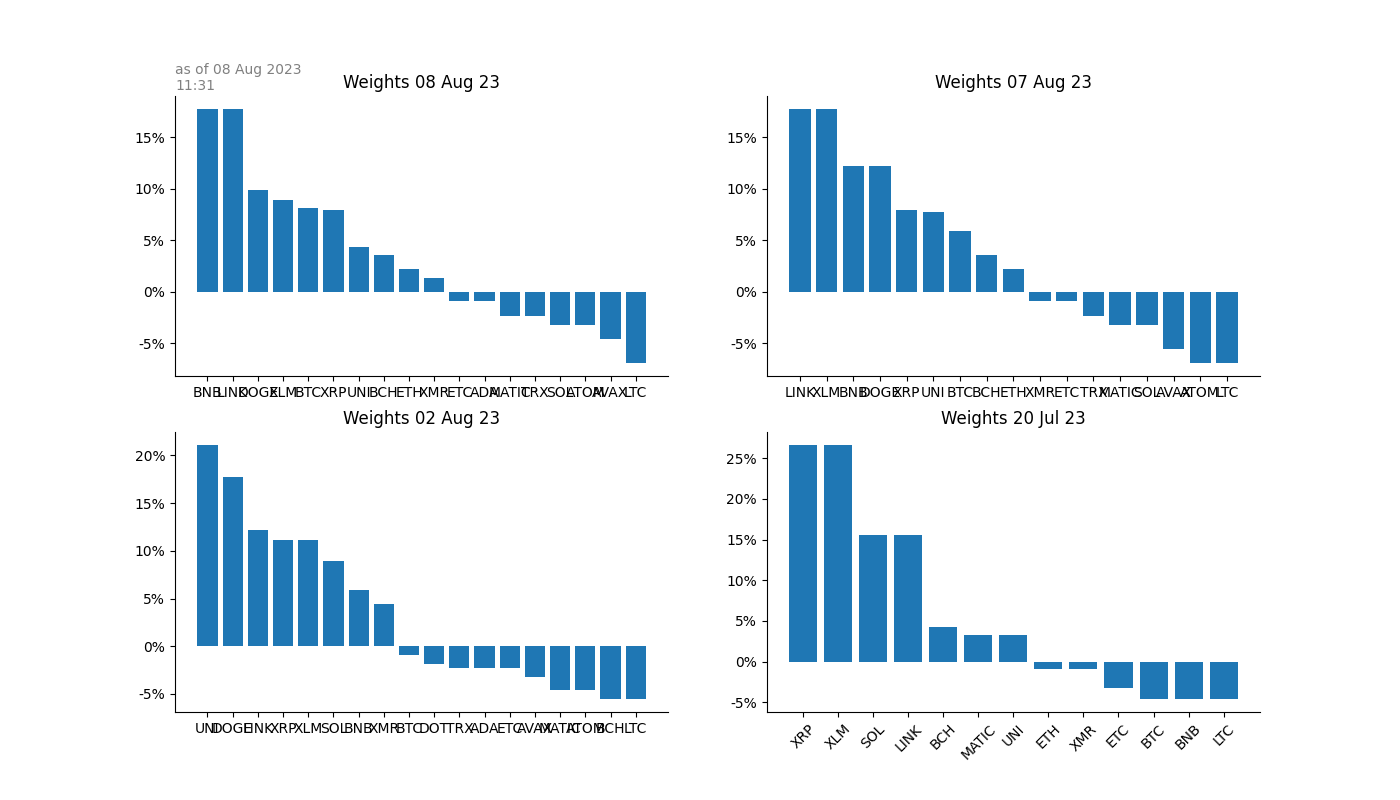 as of 08 Aug 2023
11:31
Weights 08 Aug 23
15%
10%
5%
0%
-5%
BNB LINK DOGE XLM BTC XRP UNI BCH ETH XMR ETC ADA MATIC TRX SOL ATOM AVAX LTC
Weights 07 Aug 23
15%
10%
5%
0%
-5%
LINK XLM BNB DOGE XRP UNI BTC BCH ETH XMR ETC TRX MATIC SOL AVAX ATOM LTC
Weights 02 Aug 23
20%
15%
10%
5%
0%
-5%
UNI DOGE LINK XRP XLM SOL BNB XMR BTC DOT TRX ADA ETC AVAX MATIC ATOM BCH LTC
Weights 20 Jul 23
25%
20%
15%
10%
5%
0%
-5%
XRP XLM SOL LINK BCH MATIC UNI ETH XMR ETC BTC BNB LTC